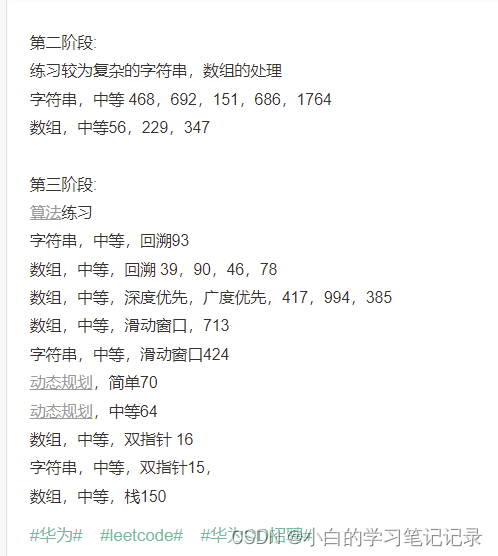 第二阶段:
练习较为复杂的字符串，数组的处理
字符串，中等 468，692，151，686，1764
数组，中等56，229，347
第三阶段:
算法练习
字符串，中等，回溯93
数组，中等，回溯 39，90，46，78
数组，中等，深度优先，广度优先，417，994，385
数组，中等，滑动窗口，713
字符串，中等，滑动窗口424
动态规划，简单70
动态规划，中等64
数组，中等，双指针 16
字符串，中等，双指针15，
数组，中等，栈150
#华为# #leetcode# #华为OD招聘#
CSDN @小白的学习笔记记录